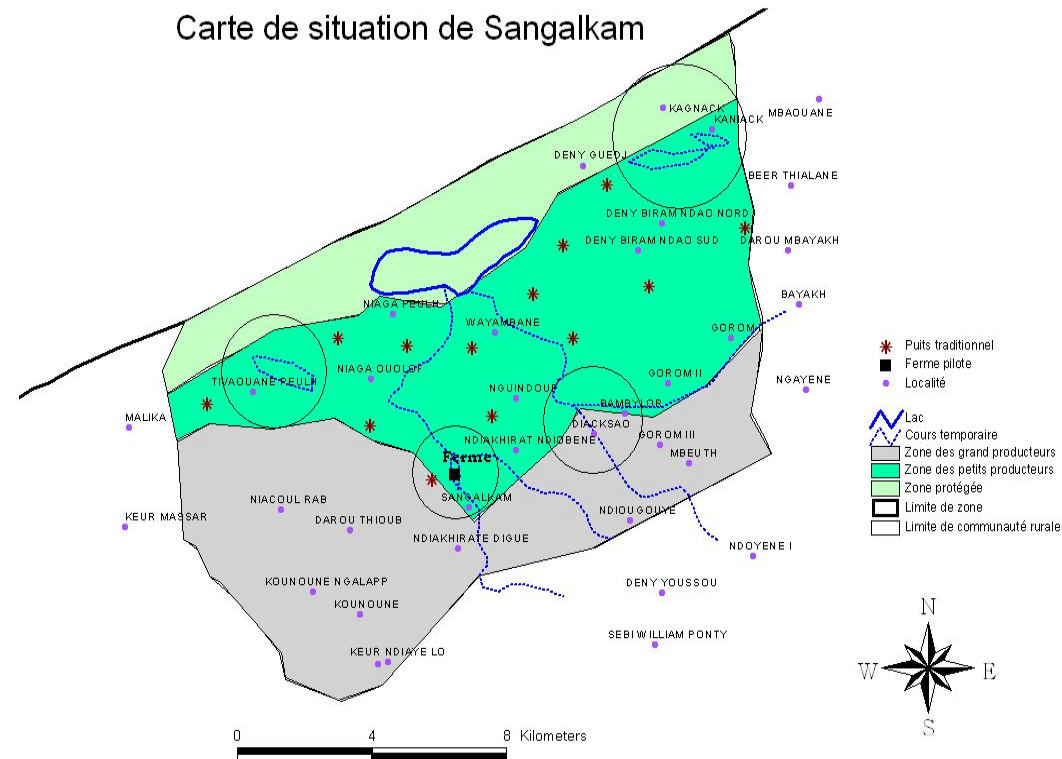 Carte de situation de Sangalkam
KAGNACK
MBAOUANE
KANIACK
DENY GUEDJ
BEER THIALANE
DENY BIRAM NDAO NORD
DENY BIRAM NDAO SUD
DAROU MBAYAKH
BAYAKH
NIAGA PEULH
WAYAMBANE
GOROM
NIAGA OUOLOF
TIVAOUANE PEULH
GOROM II
NGUINDOUF
NGAYENE
BAMBYLOR
MALIKA
DIACKSAO
NDIAKHIRAT NDIOBENE
GOROM III
MBEUTH
Ferme
SANGALKAM
NIACOUL RAB
KEUR MASSAR
DAROU THIOUB
NDIOUGOUYE
NDIAKHIRATE DIGUE
NDOYENE I
KOUNOUNE NGALAPP
DENY YOUSSOU
KOUNOUNE
SEBI WILLIAM PONTY
KEUR NDIAYE LO
Puits traditionnel
Ferme pilote
Localité
Lac
Cours temporaire
Zone des grand producteurs
Zone des petits producteurs
Zone protégée
Limite de zone
Limite de communauté rurale
N
W
E
S
0 4 8 Kilometers